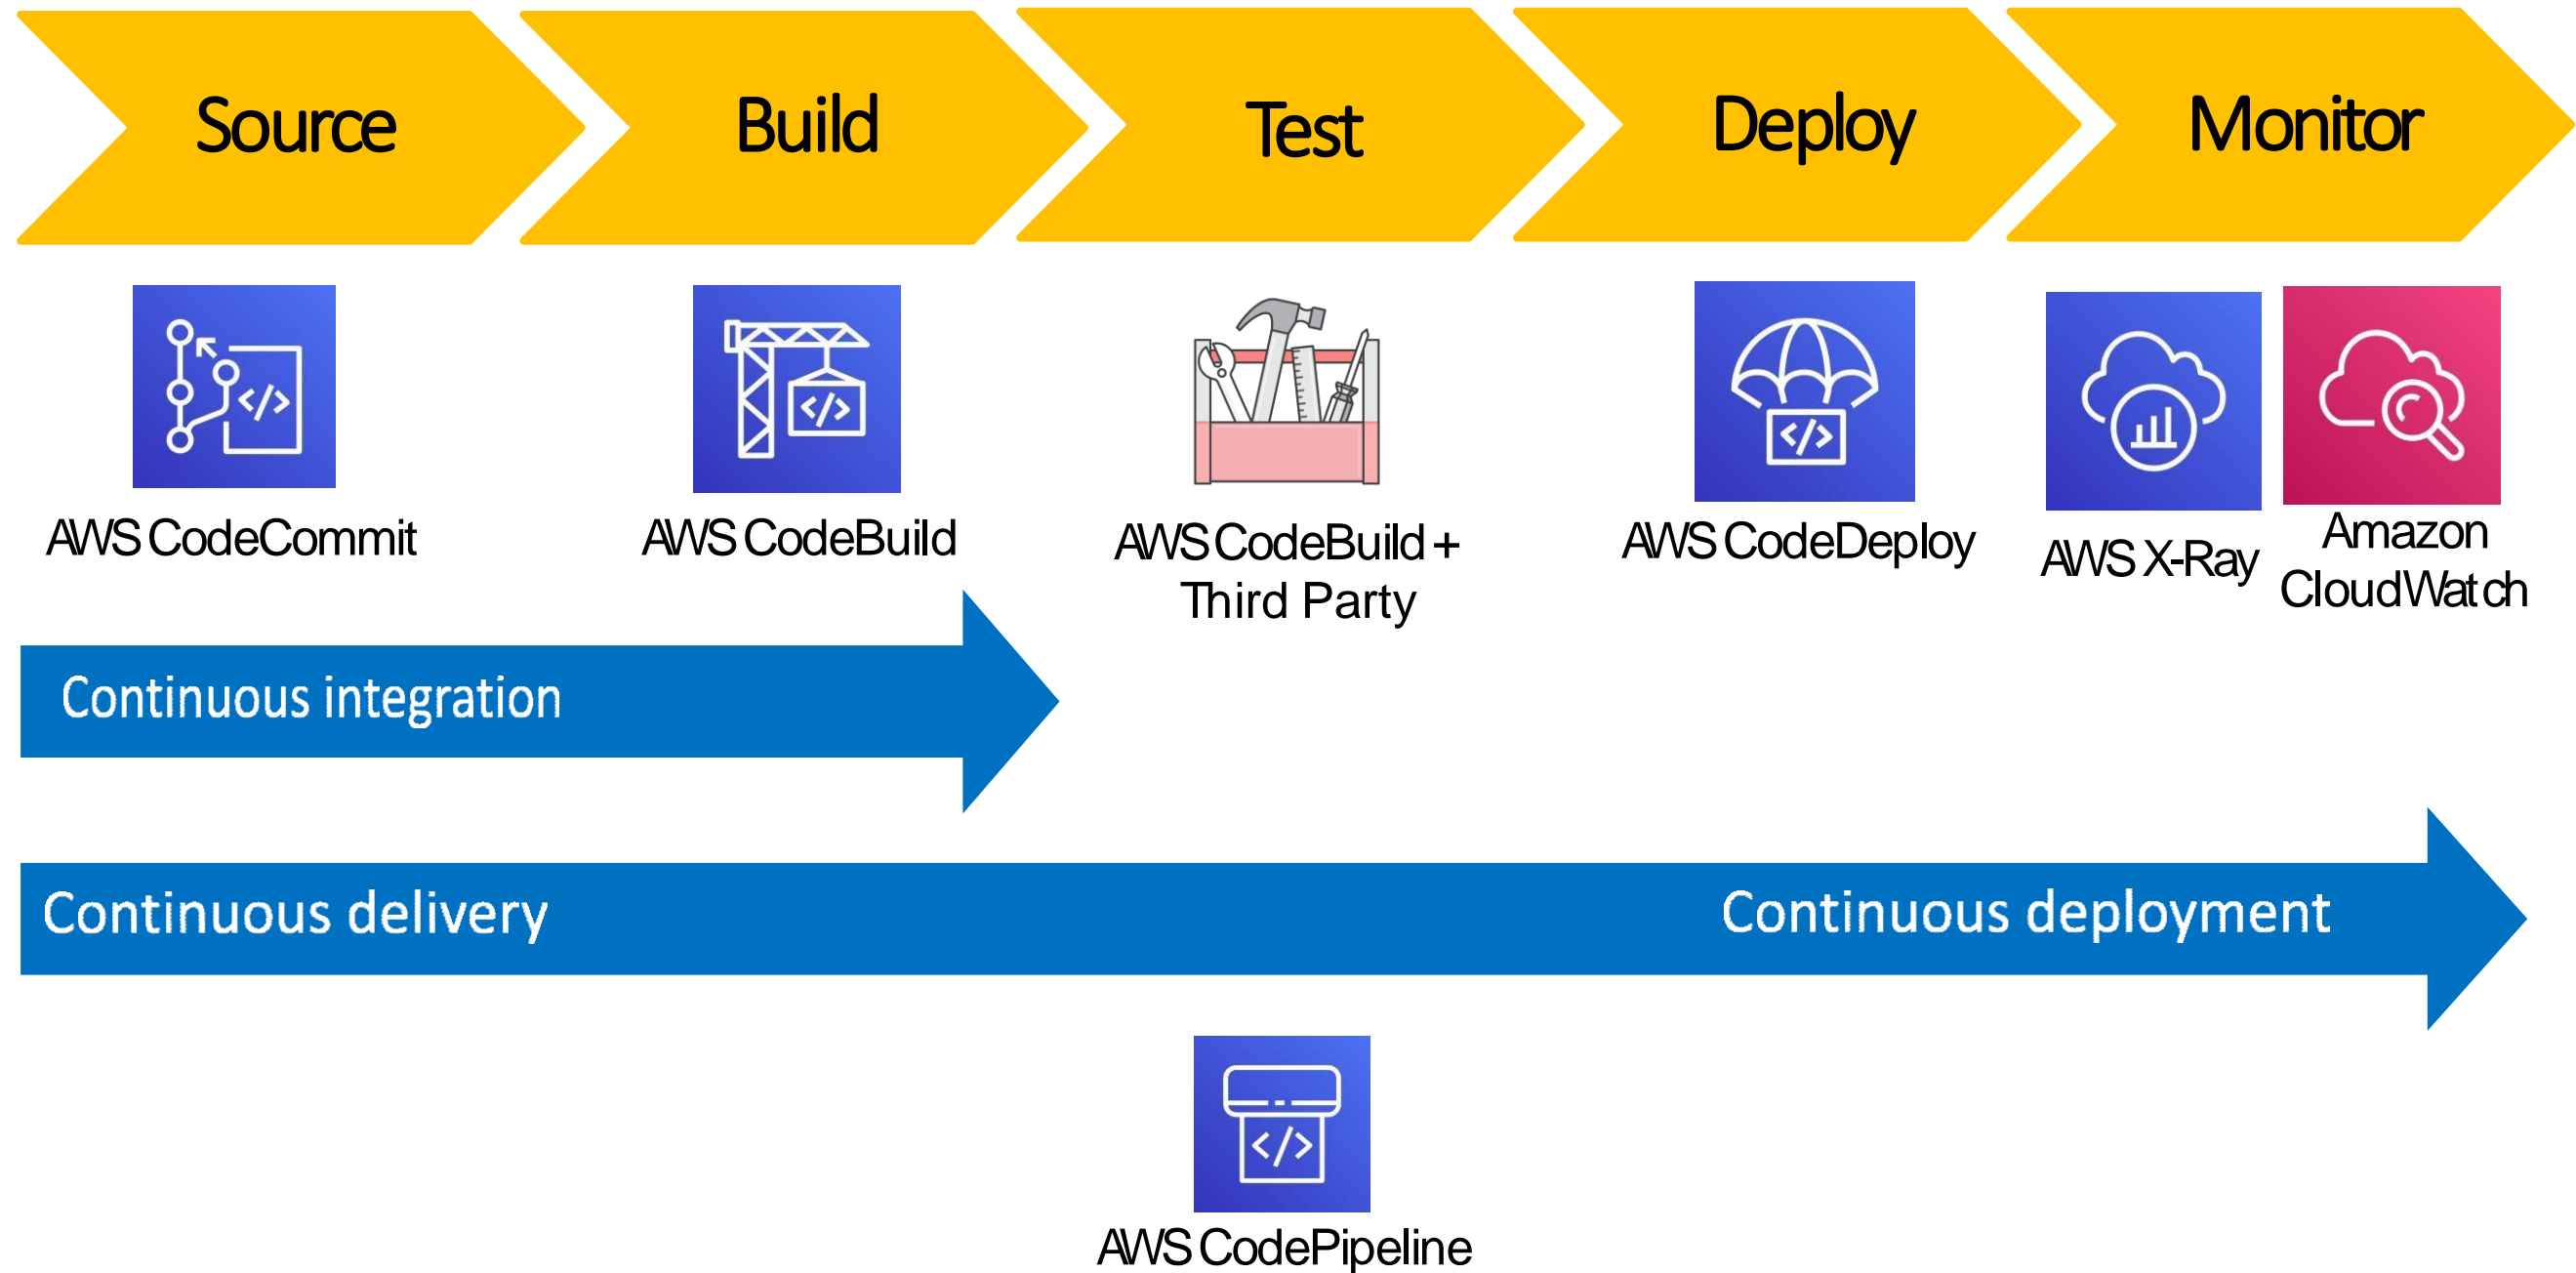 Source
Build
Test
Deploy
Monitor
</>
</>
</>
</>
AWS CodeCommit
AWS CodeBuild
AWS CodeBuild +
Third Party
AWS CodeDeploy
AWS X-Ray
Amazon
CloudWatch
Continuous integration
Continuous delivery
Continuous deployment
AWS CodePipeline